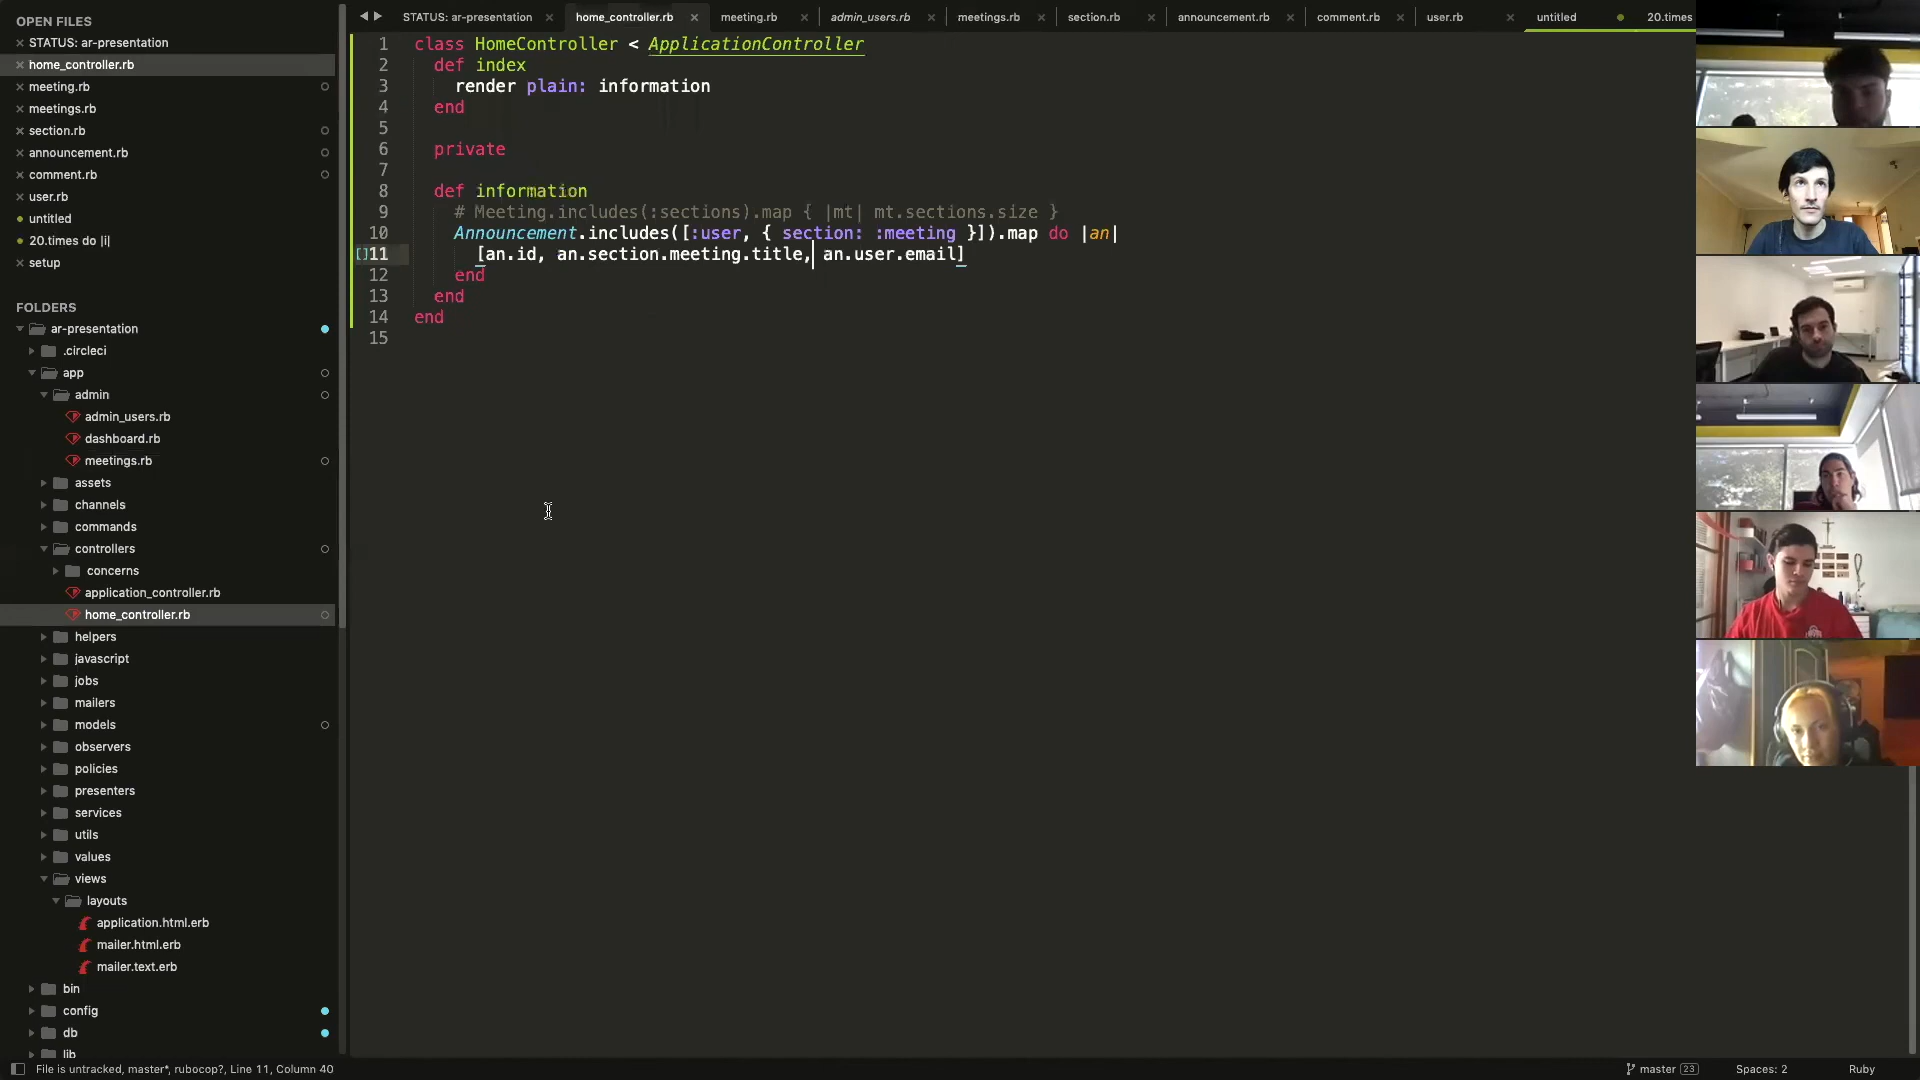 OPEN FILES
STATUS: ar-presentation
home_controller.rb
meeting.rb
meetings.rb
section.rb
announcement.rb
comment.rb
user.rb
untitled
20.times do |i|
setup
FOLDERS
ar-presentation
.circleci
app
admin
admin_users.rb
dashboard.rb
meetings.rb
assets
channels
commands
controllers
concerns
application_controller.rb
home_controller.rb
helpers
javascript
jobs
mailers
models
observers
policies
presenters
services
utils
values
views
layouts
application.html.erb
mailer.html.erb
mailer.text.erb
bin
config
db
lib
STATUS: ar-presentation home_controller.rb meeting.rb admin_users.rb meetings.rb section.rb announcement.rb comment.rb user.rb untitled 20.times
1 class HomeController < ApplicationController
2 def index
3 render plain: information
4 end
5
6 private
7
8 def information
9 # Meeting.includes(:sections).map { |mt| mt.sections.size }
10 Announcement.includes([:user, { section: :meeting }]).map do |an|
11 [an.id, an.section.meeting.title, an.user.email]
12 end
13 end
14 end
15
File is untracked, master*, rubocop?, Line 11, Column 40 master 23 Spaces: 2 Ruby